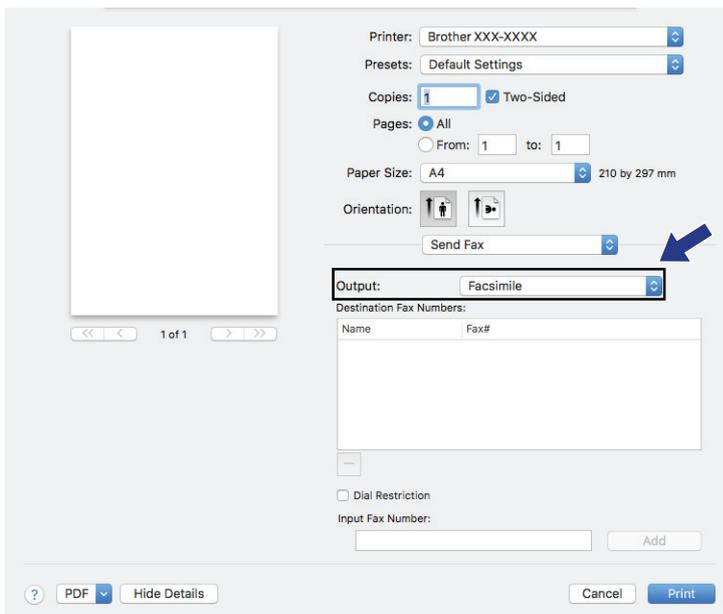 Printer: Brother XXX-XXXX
Presets: Default Settings
Copies: 1 Two-Sided
Pages: All
From: 1 to: 1
Paper Size: A4 210 by 297 mm
Orientation:
Send Fax
Output: Facsimile
Destination Fax Numbers:
Name Fax#
<< < 1 of 1 > >>
Dial Restriction
Input Fax Number:
Add
? PDF Hide Details Cancel Print